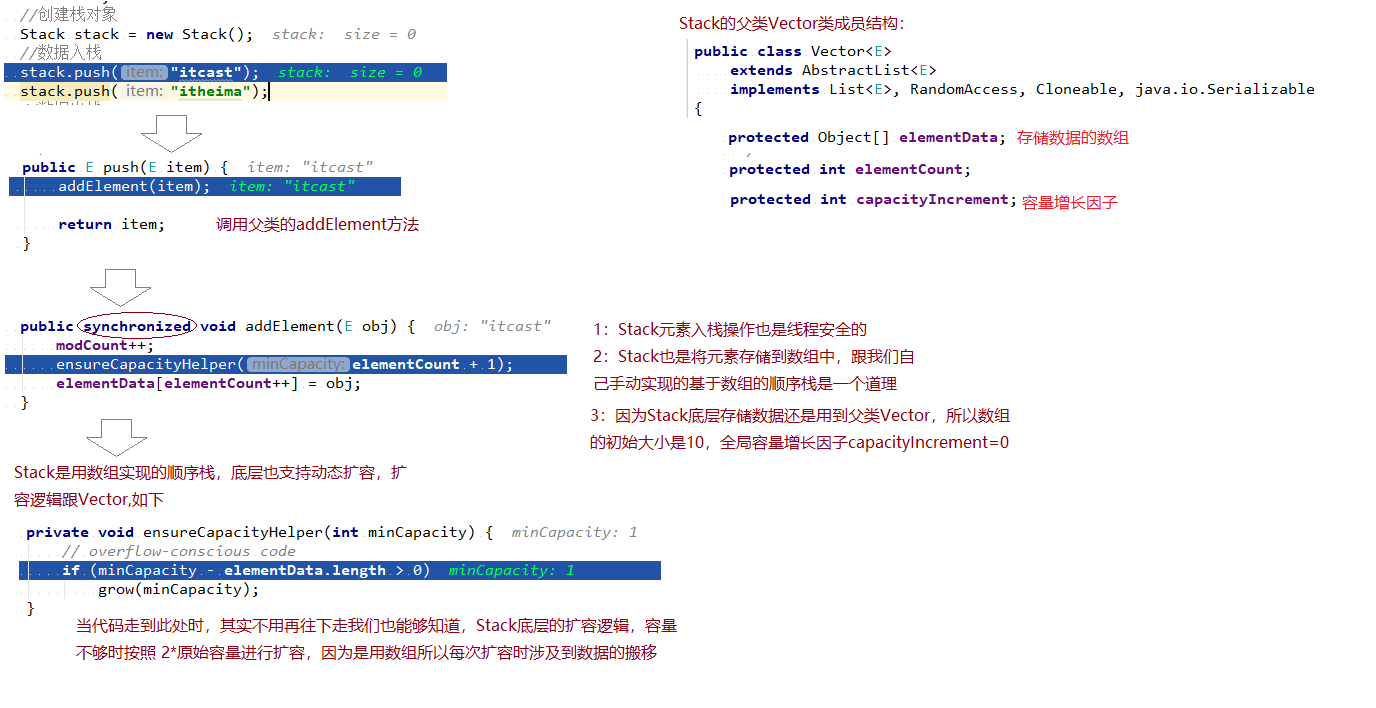 //创建栈对象
Stack stack = new Stack(); stack: size = 0
//数据入栈
stack.push( item: "itcast"); stack: size = 0
stack.push( item: "itheima");
public E push(E item) { item: "itcast"
addElement(item); item: "itcast"
return item;
调用父类的addElement方法
}
public synchronized void addElement(E obj) { obj: "itcast"
modCount++;
ensureCapacityHelper( minCapacity: elementCount + 1);
elementData[elementCount++] = obj;
}
Stack是用数组实现的顺序栈，底层也支持动态扩容，扩
容逻辑跟Vector,如下
private void ensureCapacityHelper(int minCapacity) { minCapacity: 1
// overflow-conscious code
if (minCapacity - elementData.length > 0) minCapacity: 1
grow(minCapacity);
}
当代码走到此处时，其实不用再往下走我们也能够知道，Stack底层的扩容逻辑，容量
不够时按照 2*原始容量进行扩容，因为是用数组所以每次扩容时涉及到数据的搬移
Stack的父类Vector类成员结构：
public class Vector<E>
extends AbstractList<E>
implements List<E>, RandomAccess, Cloneable, java.io.Serializable
{
protected Object[] elementData; 存储数据的数组
protected int elementCount;
protected int capacityIncrement; 容量增长因子
1：Stack元素入栈操作也是线程安全的
2：Stack也是将元素存储到数组中，跟我们自
己手动实现的基于数组的顺序栈是一个道理
3：因为Stack底层存储数据还是用到父类Vector，所以数组
的初始大小是10，全局容量增长因子capacityIncrement=0